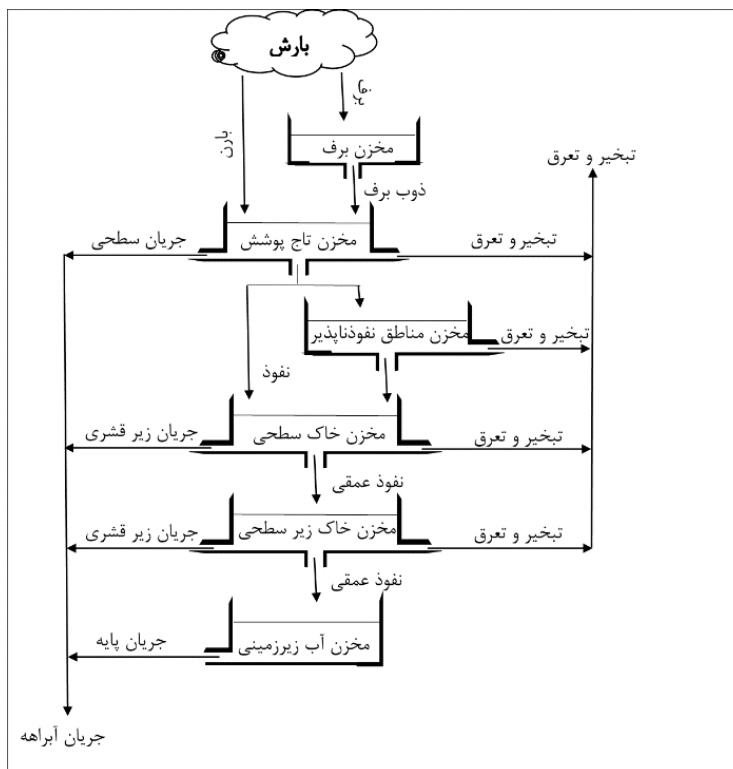 بارش
برف
بارن
مخزن برف
تبخیر و تعرق
ذوب برف
جریان سطحی
مخزن تاج پوشش
تبخیر و تعرق
مخزن مناطق نفوذناپذیر
تبخیر و تعرق
نفوذ
جریان زیر قشری
مخزن خاک سطحی
تبخیر و تعرق
نفوذ عمقی
جریان زیر قشری
مخزن خاک زیر سطحی
تبخیر و تعرق
نفوذ عمقی
جریان پایه
مخزن آب زیرزمینی
جریان آبراهه